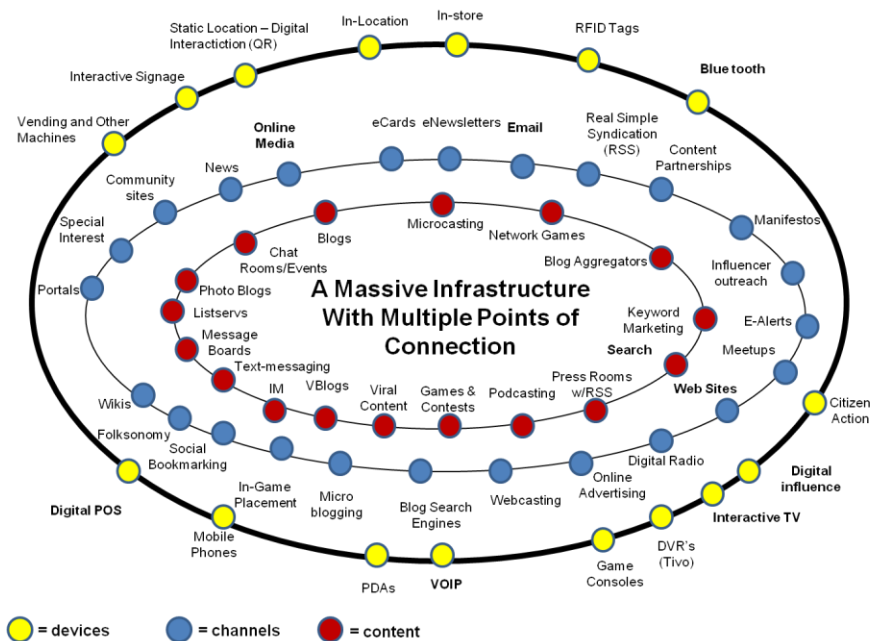 In-store
In-Location
Static Location – Digital
Interactiction (QR)
RFID Tags
Blue tooth
Interactive Signage
Vending and Other
Machines
Online
Media
eCards
eNewsletters
Email
Real Simple
Syndication
(RSS)
Content
Partnerships
News
Community
sites
Special
Interest
Portals
Manifestos
Influencer
outreach
E-Alerts
Meetups
Blogs
Microcasting
Network Games
Chat
Rooms/Events
Blog Aggregators
Photo Blogs
Listservs
Message
Boards
Text-messaging
IM
VBlogs
Viral
Content
Games &
Contests
Podcasting
Press Rooms
w/RSS
Search
Keyword
Marketing
A Massive Infrastructure
With Multiple Points of
Connection
Web Sites
Citizen
Action
Wikis
Folksonomy
Social
Bookmarking
In-Game
Placement
Micro
blogging
Blog Search
Engines
Webcasting
Online
Advertising
Digital Radio
Digital
influence
Interactive TV
DVR's
(Tivo)
Game
Consoles
VOIP
PDAs
Mobile
Phones
Digital POS
= devices
= channels
= content